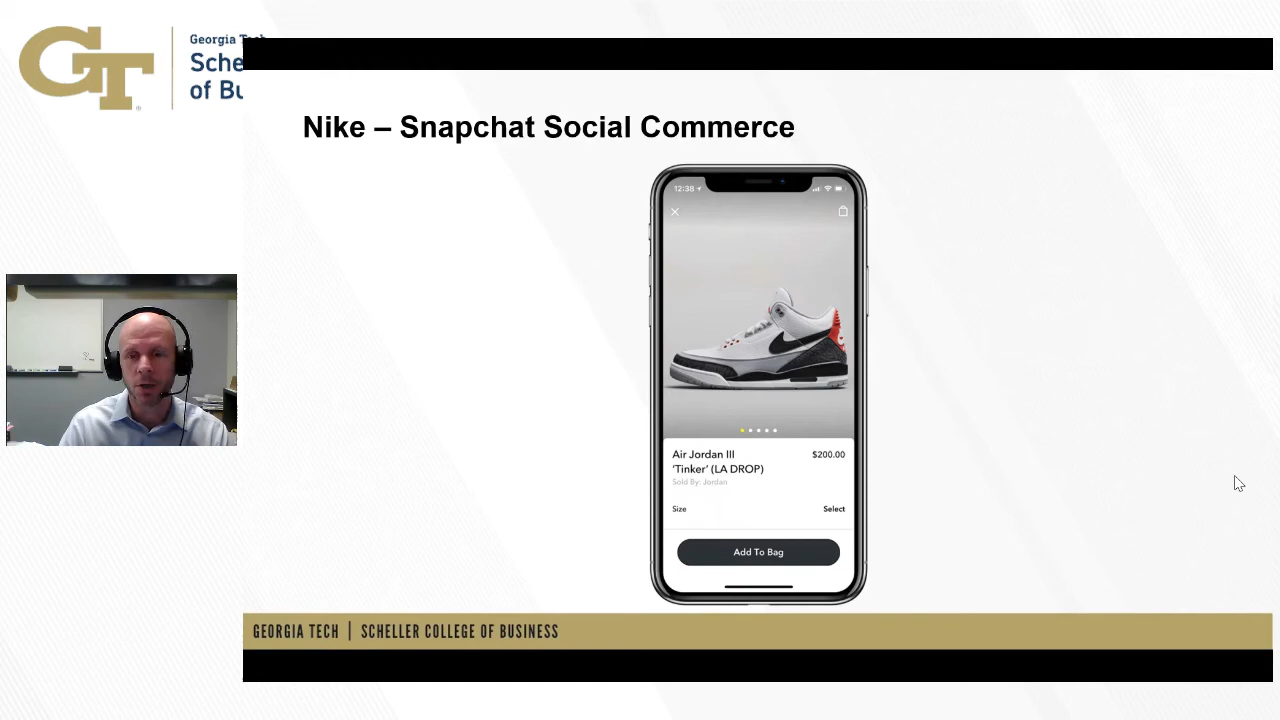 GT
Georgia Tech
Sche
of Bu
Nike – Snapchat Social Commerce
12:38
Air Jordan III
$200.00
'Tinker' (LA DROP)
Sold By: Jordan
Size
Select
Add To Bag
GEORGIA TECH | SCHELLER COLLEGE OF BUSINESS